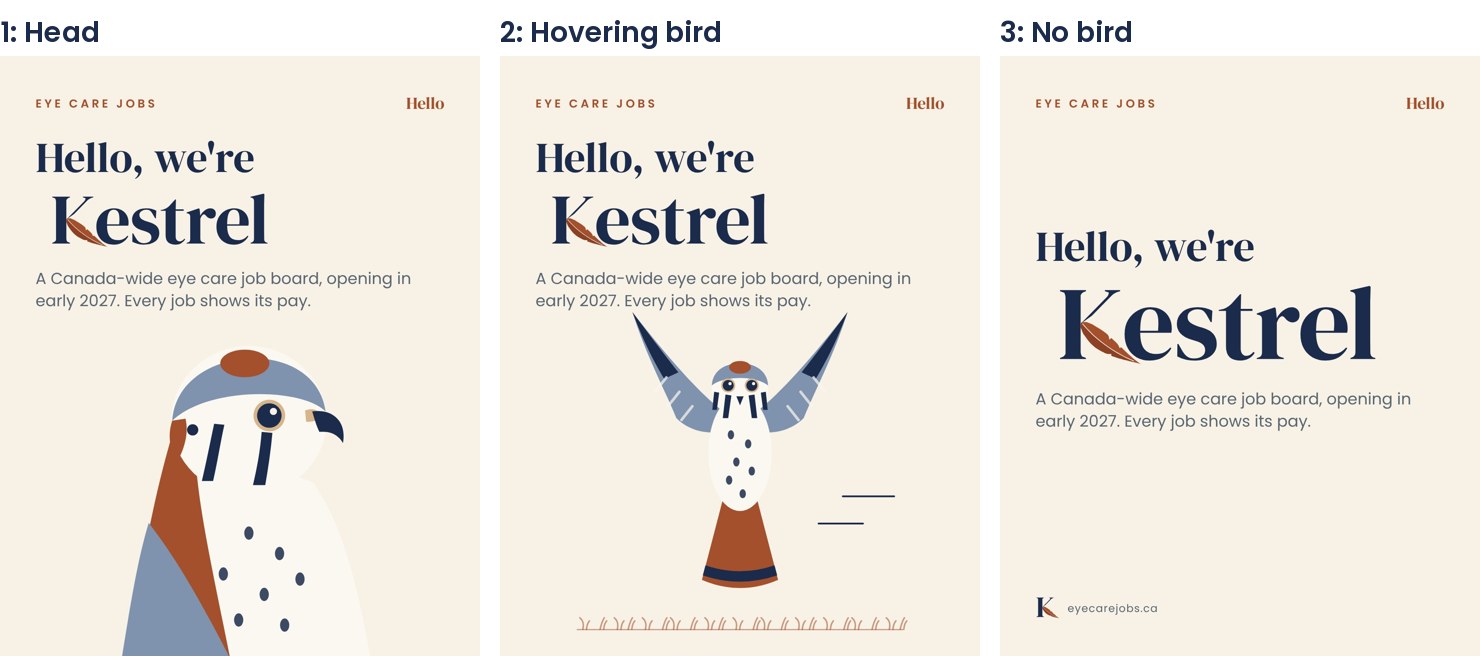 1: Head
EYE CARE JOBS
Hello
Hello, we're
Kestrel
A Canada-wide eye care job board, opening in
early 2027. Every job shows its pay.
2: Hovering bird
EYE CARE JOBS
Hello
Hello, we're
Kestrel
A Canada-wide eye care job board, opening in
early 2027. Every job shows its pay.
3: No bird
EYE CARE JOBS
Hello
Hello, we're
Kestrel
A Canada-wide eye care job board, opening in
early 2027. Every job shows its pay.
K eyecarejobs.ca